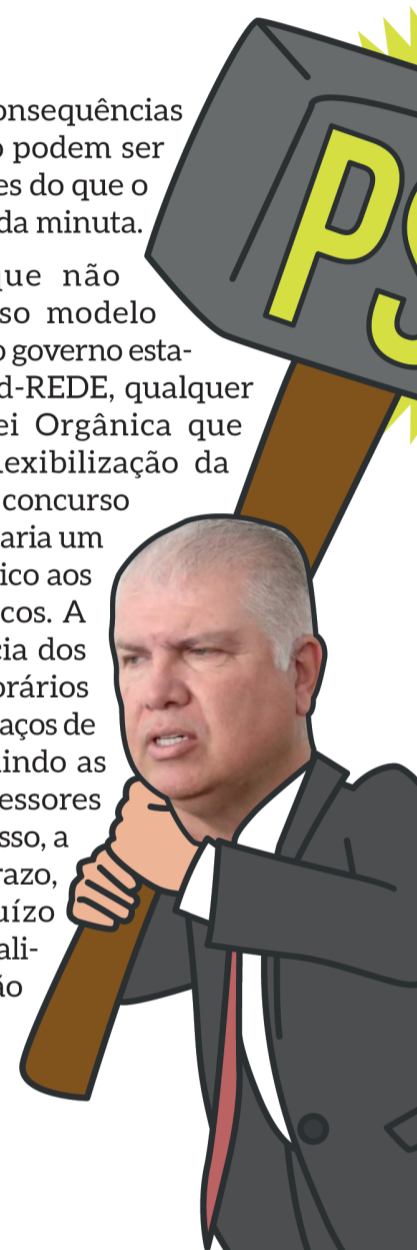 onsequências
o podem ser
es do que o
da minuta.
que não
so modelo
o governo esta-
d-REDE, qualquer
ei Orgânica que
lexibilização da
concurso
aria um
ico aos
cos. A
cia dos
orários
aços de
uindo as
essores
sso, a
razo,
uízo
ali-
ão
PS